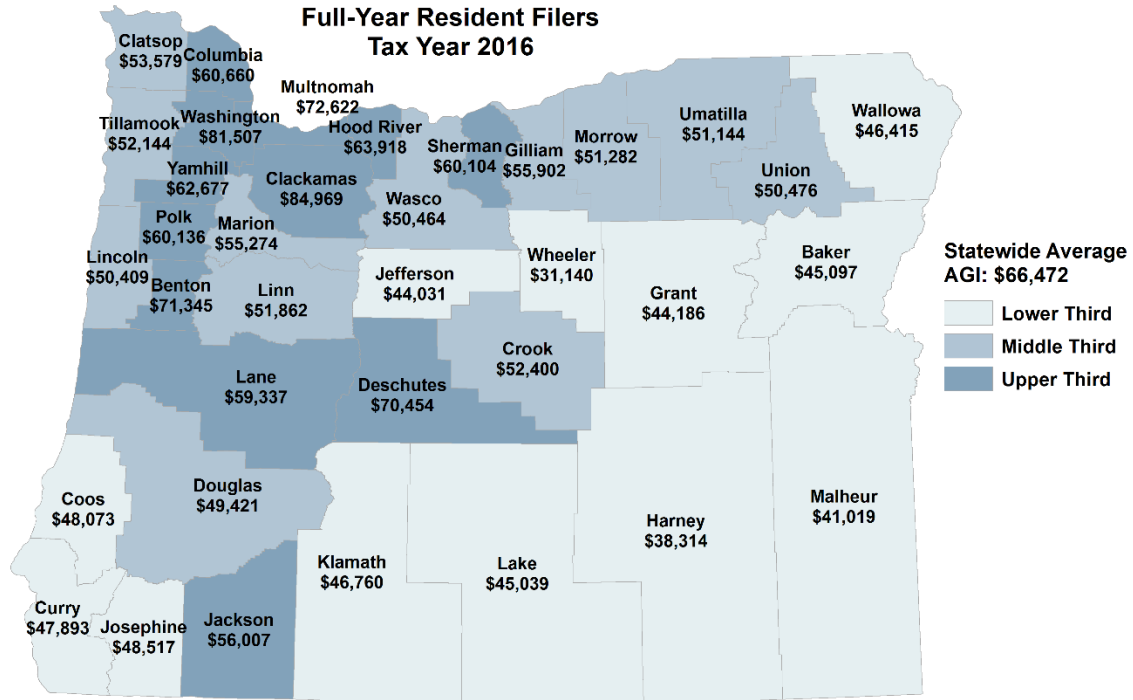 Full-Year Resident Filers
Tax Year 2016
Clatsop
$53,579
Columbia
$60,660
Multnomah
$72,622
Tillamook
$52,144
Washington
$81,507
Hood River
$63,918
Sherman
$60,104
Gilliam
$55,902
Morrow
$51,282
Umatilla
$51,144
Wallowa
$46,415
Union
$50,476
Yamhill
$62,677
Clackamas
$84,969
Wasco
$50,464
Polk
$60,136
Marion
$55,274
Lincoln
$50,409
Benton
$71,345
Linn
$51,862
Jefferson
$44,031
Wheeler
$31,140
Grant
$44,186
Baker
$45,097
Statewide Average
AGI: $66,472
Lower Third
Middle Third
Upper Third
Lane
$59,337
Deschutes
$70,454
Crook
$52,400
Coos
$48,073
Douglas
$49,421
Klamath
$46,760
Lake
$45,039
Harney
$38,314
Malheur
$41,019
Curry
$47,893
Josephine
$48,517
Jackson
$56,007